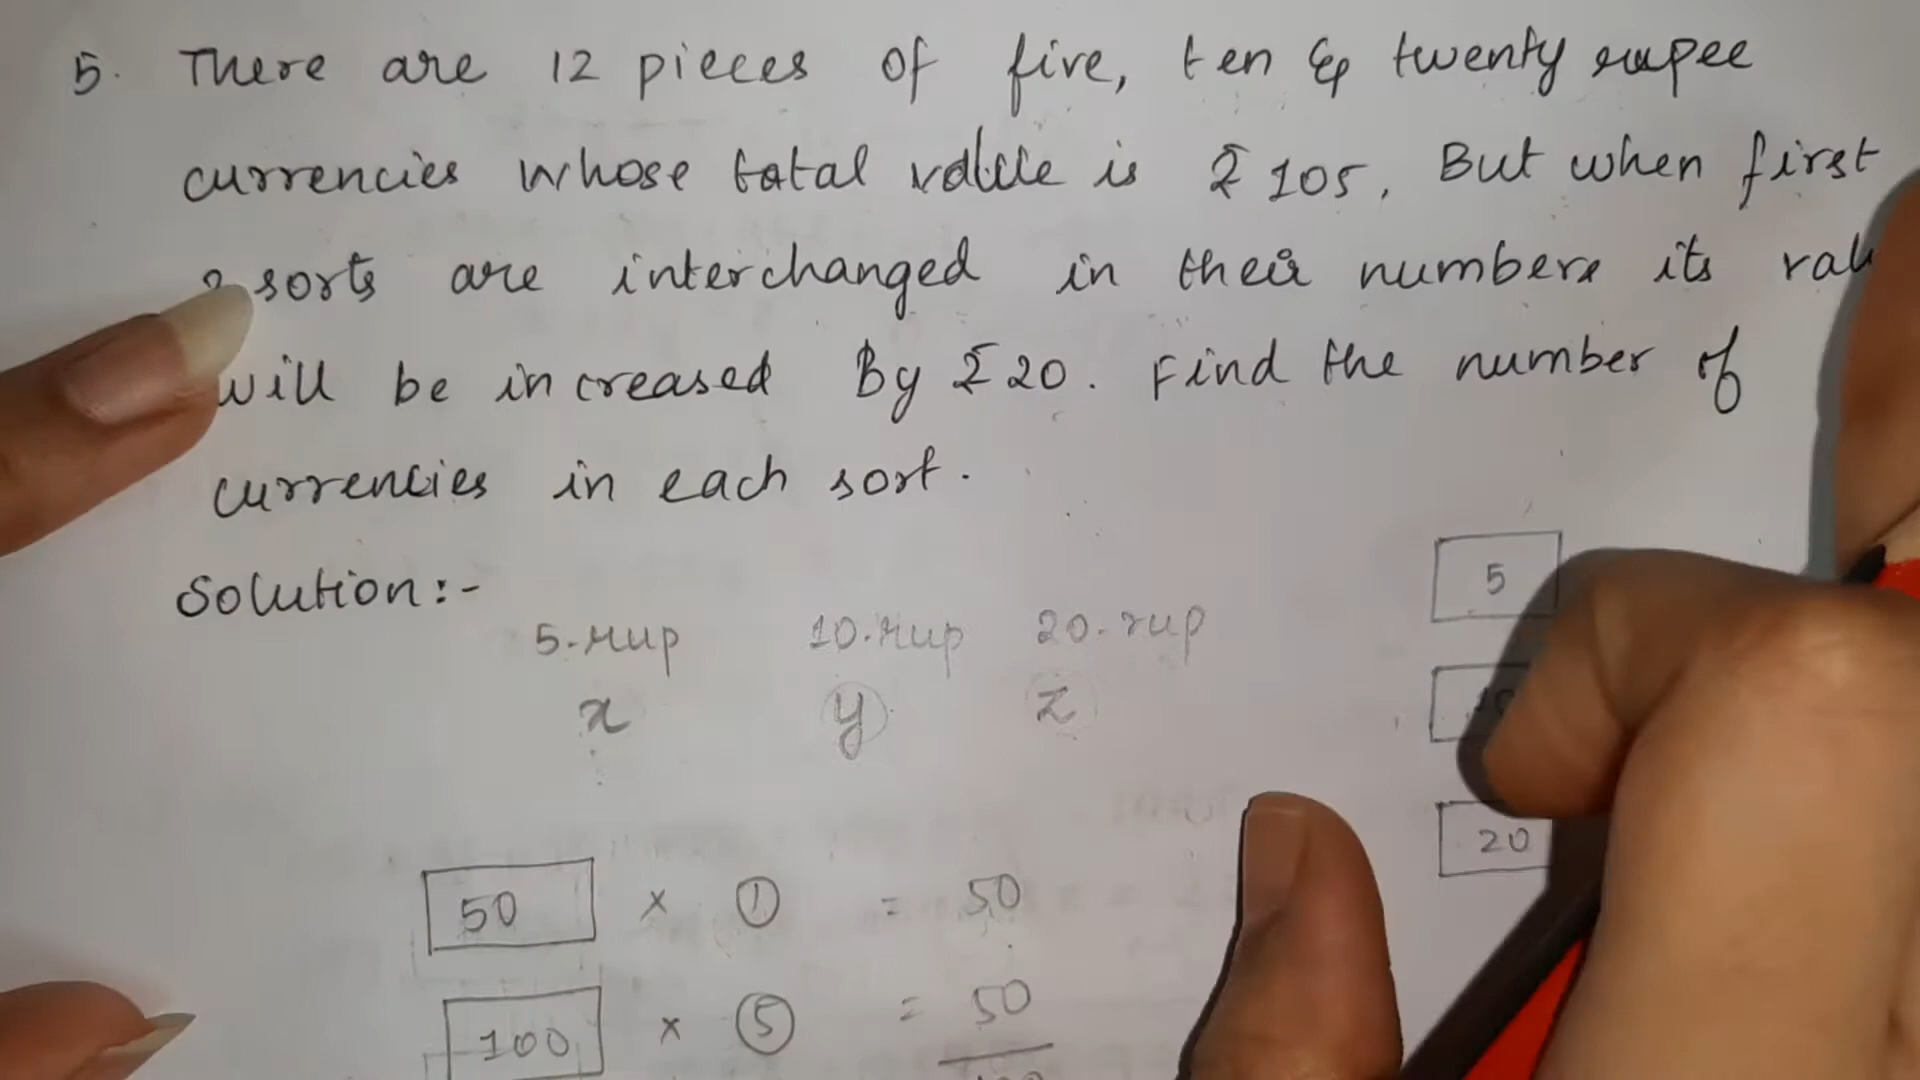 5. There are 12 pieces of five, ten & twenty rupee
currencies whose total value is ₹ 105. But when first
sorts are interchanged in their numbers its
will be increased By ₹ 20. Find the number of
currencies in each sort.
Solution:-
5-rup 10-rup 20-rup
x y z
5
20
50 × 1 = 50
100 × 5 = 50